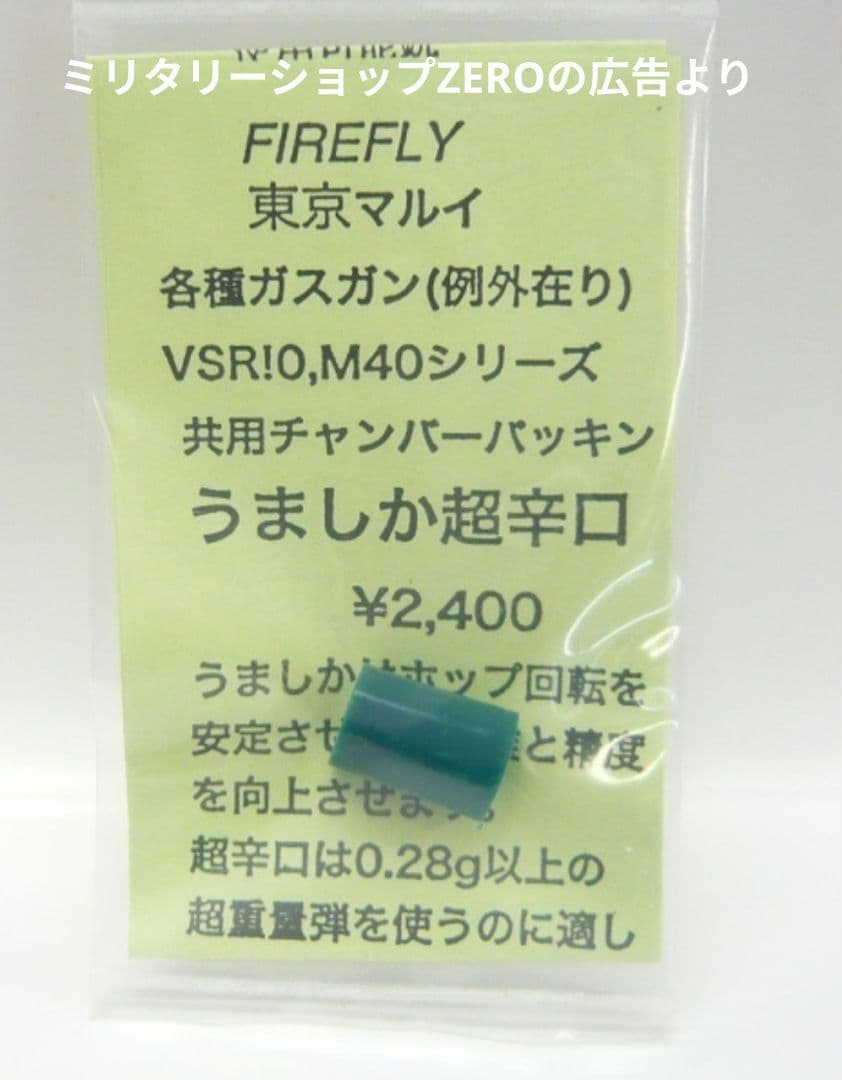 ミリタリーショップZEROの広告より
FIREFLY
東京マルイ
各種ガスガン(例外在り)
VSR!0,M40シリーズ
共用チャンバーパッキン
うましか超辛口
¥2,400
うましか ホップ回転を
安定させ と精度
を向上させます。
超辛口は0.28g以上の
超重量弾を使うのに適し